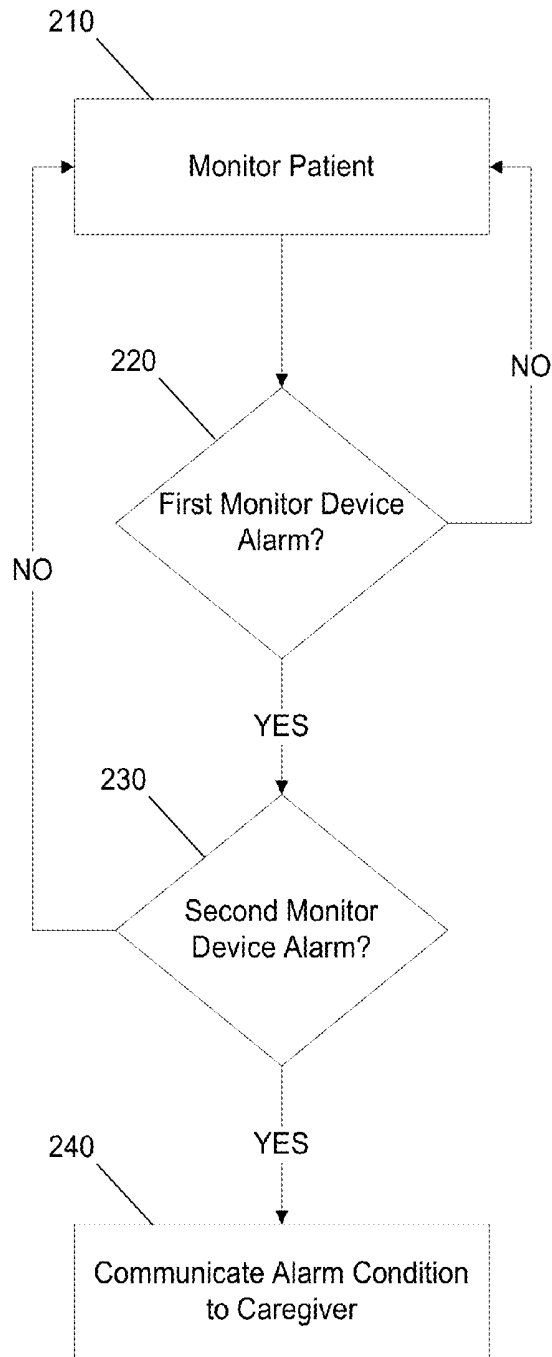 210
Monitor Patient
220
NO
First Monitor Device
Alarm?
NO
YES
230
Second Monitor
Device Alarm?
YES
240
Communicate Alarm Condition
to Caregiver